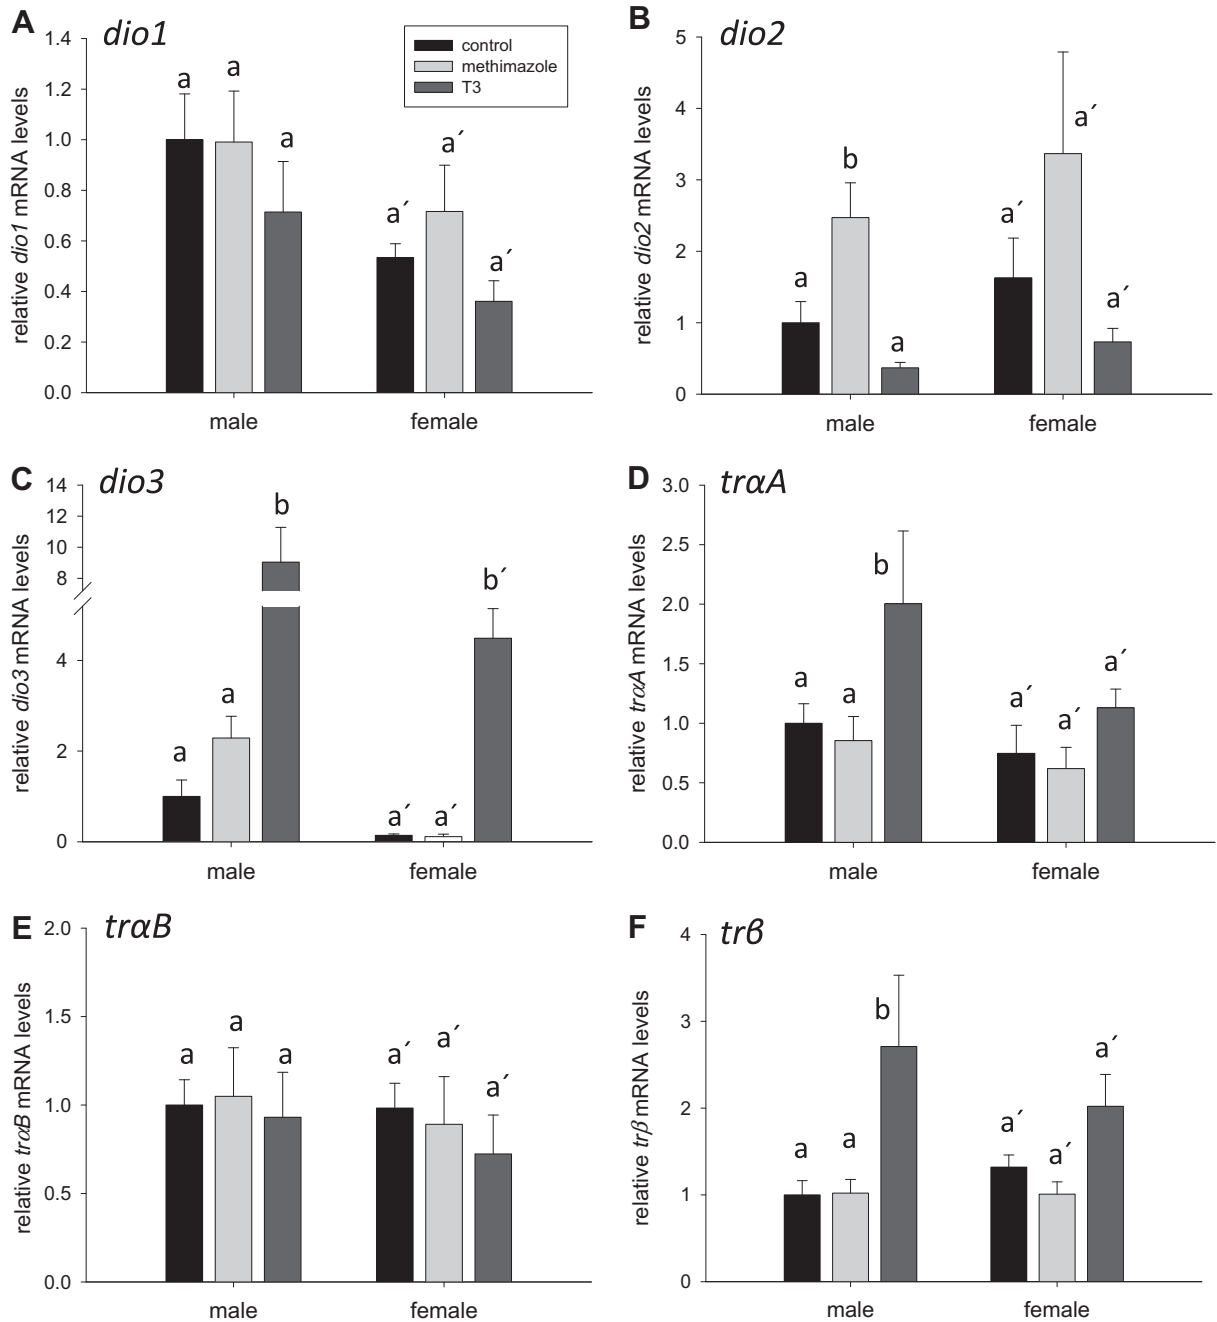 A dio1
control
methimazole
T3
relative dio1 mRNA levels
1.4
1.2
1.0
0.8
0.6
0.4
0.2
0.0
a a a
a´ a´ a´
male female
B dio2
relative dio2 mRNA levels
5
4
3
2
1
0
a b a
a´ a´ a´
male female
C dio3
relative dio3 mRNA levels
14
12
10
8
4
2
0
a a b
a´ a´ b´
male female
D trαA
relative trαA mRNA levels
3.0
2.5
2.0
1.5
1.0
0.5
0.0
a a b
a´ a´ a´
male female
E trαB
relative trαB mRNA levels
2.0
1.5
1.0
0.5
0.0
a a a
a´ a´ a´
male female
F trβ
relative trβ mRNA levels
4
3
2
1
0
a a b
a´ a´ a´
male female